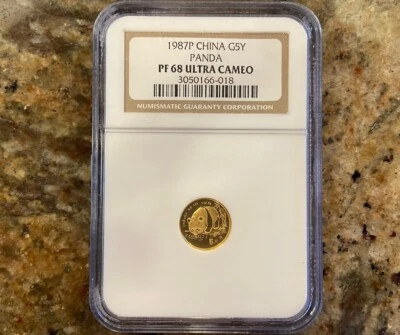 1987P CHINA G5Y
PANDA
PF 68 ULTRA CAMEO
3050166-018
NUMISMATIC GUARANTY CORPORATION